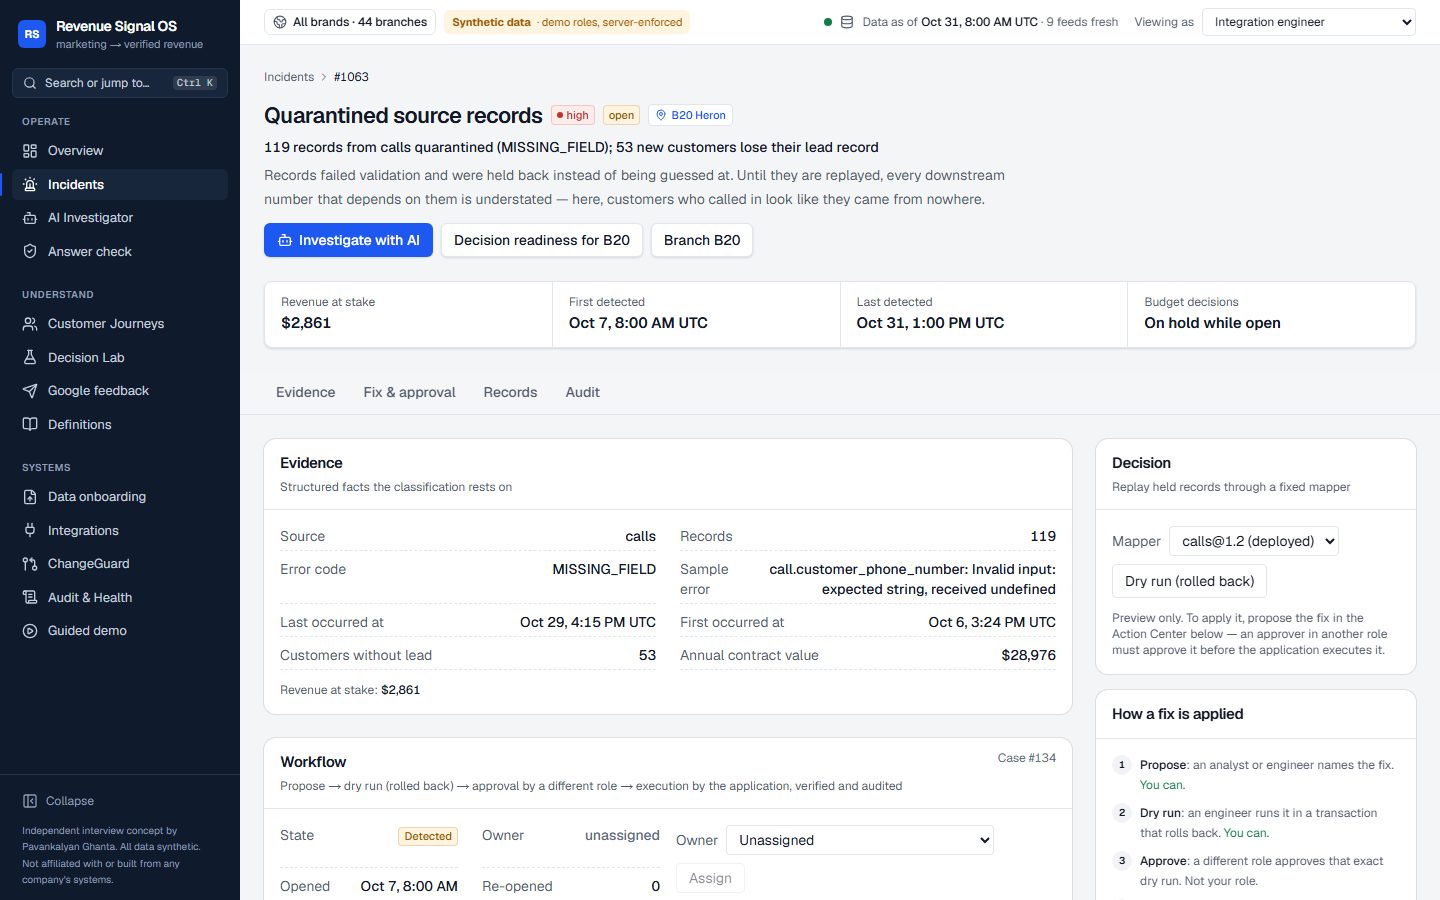 RS
Revenue Signal OS
marketing → verified revenue
Search or jump to... Ctrl K
OPERATE
Overview
Incidents
AI Investigator
Answer check
UNDERSTAND
Customer Journeys
Decision Lab
Google feedback
Definitions
SYSTEMS
Data onboarding
Integrations
ChangeGuard
Audit & Health
Guided demo
Collapse
Independent interview concept by
Pavankalyan Ghanta. All data synthetic.
Not affiliated with or built from any
company's systems.
All brands · 44 branches
Synthetic data · demo roles, server-enforced
Data as of Oct 31, 8:00 AM UTC · 9 feeds fresh
Viewing as Integration engineer
Incidents > #1063
Quarantined source records high open B20 Heron
119 records from calls quarantined (MISSING_FIELD); 53 new customers lose their lead record
Records failed validation and were held back instead of being guessed at. Until they are replayed, every downstream
number that depends on them is understated — here, customers who called in look like they came from nowhere.
Investigate with AI
Decision readiness for B20
Branch B20
Revenue at stake
$2,861
First detected
Oct 7, 8:00 AM UTC
Last detected
Oct 31, 1:00 PM UTC
Budget decisions
On hold while open
Evidence Fix & approval Records Audit
Evidence
Structured facts the classification rests on
Source calls
Records 119
Error code MISSING_FIELD
Sample call.customer_phone_number: Invalid input:
error expected string, received undefined
Last occurred at Oct 29, 4:15 PM UTC
First occurred at Oct 6, 3:24 PM UTC
Customers without lead 53
Annual contract value $28,976
Revenue at stake: $2,861
Workflow
Case #134
Propose → dry run (rolled back) → approval by a different role → execution by the application, verified and audited
State Detected
Owner unassigned
Owner Unassigned
Opened Oct 7, 8:00 AM
Re-opened 0
Assign
Decision
Replay held records through a fixed mapper
Mapper calls@1.2 (deployed)
Dry run (rolled back)
Preview only. To apply it, propose the fix in the
Action Center below — an approver in another role
must approve it before the application executes it.
How a fix is applied
1 Propose: an analyst or engineer names the fix.
You can.
2 Dry run: an engineer runs it in a transaction
that rolls back. You can.
3 Approve: a different role approves that exact
dry run. Not your role.